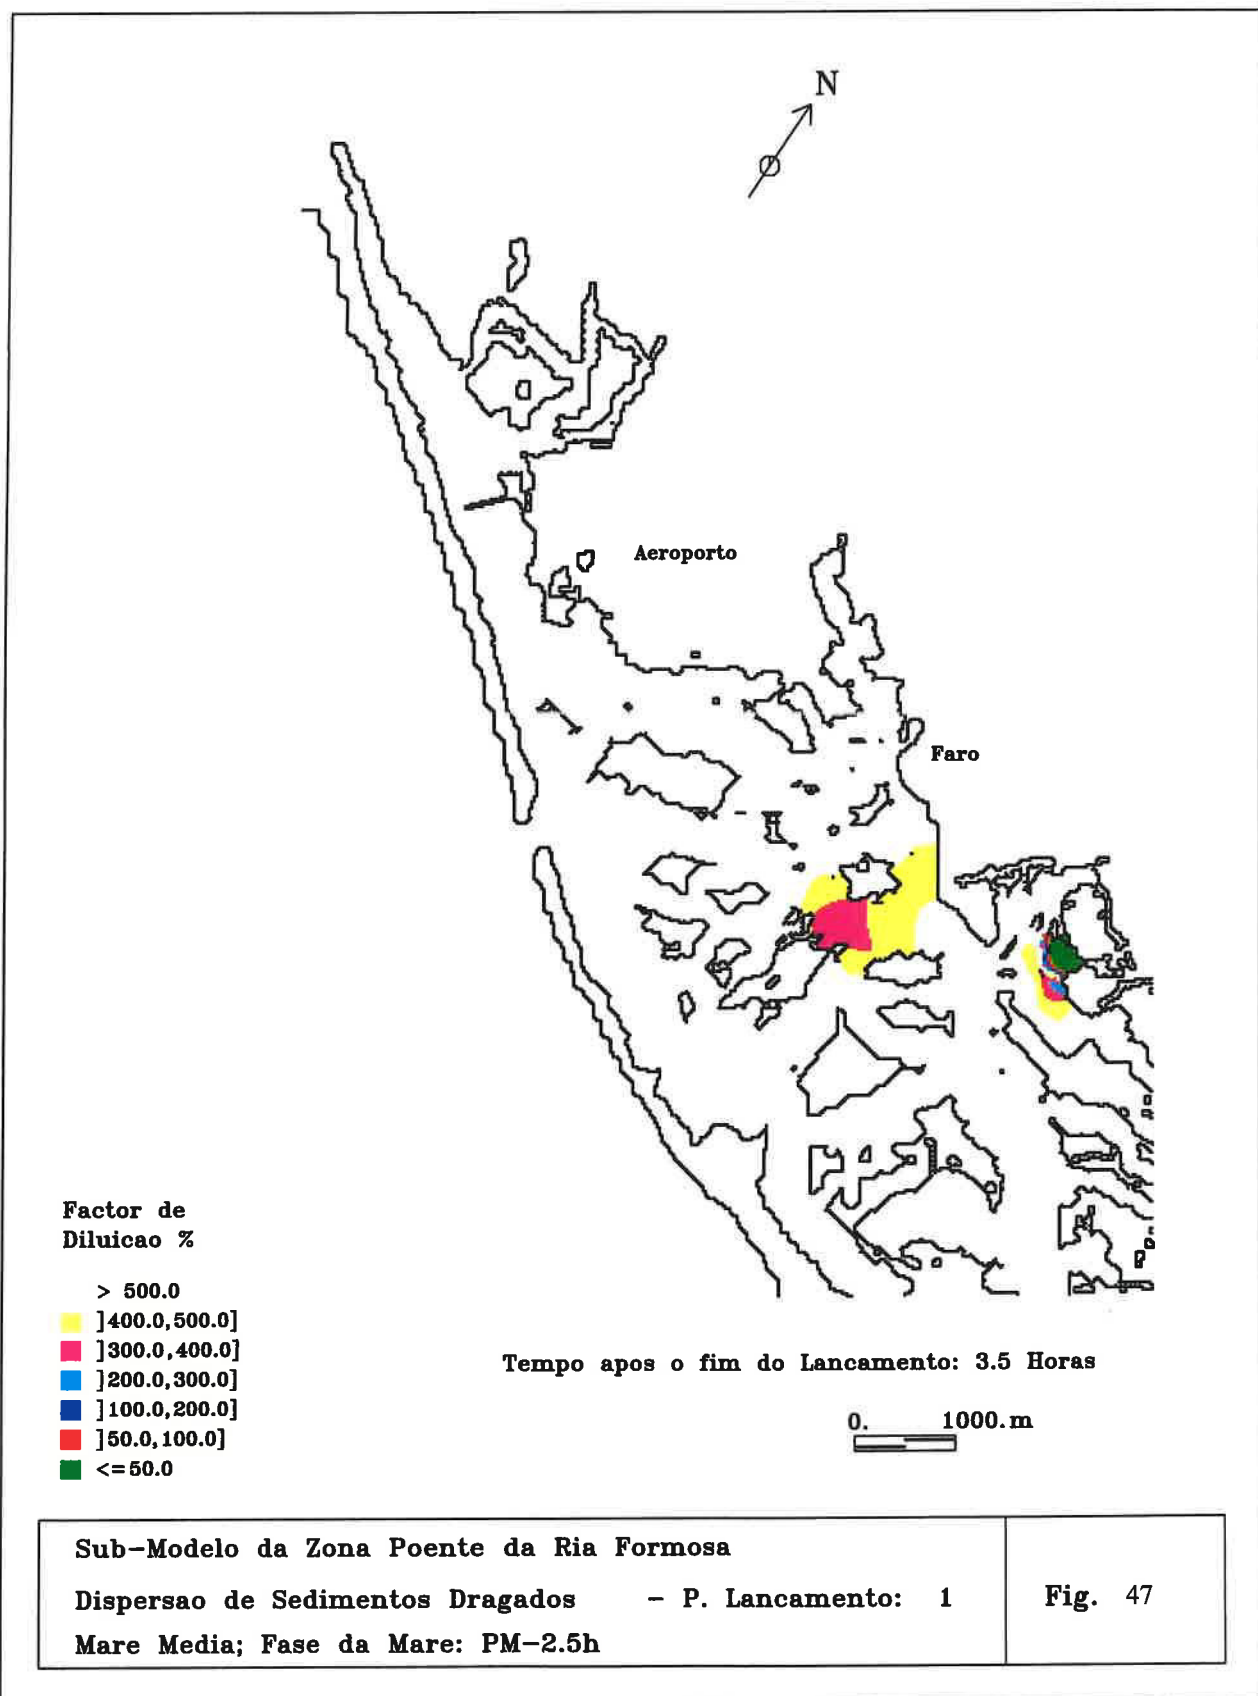 N
Aeroporto
Faro
Factor de
Diluicao %
> 500.0
]400.0,500.0]
]300.0,400.0]
]200.0,300.0]
]100.0,200.0]
]50.0,100.0]
<=50.0
Tempo apos o fim do Lancamento: 3.5 Horas
0. 1000.m
Sub-Modelo da Zona Poente da Ria Formosa
Dispersao de Sedimentos Dragados - P. Lancamento: 1
Mare Media; Fase da Mare: PM-2.5h
Fig. 47